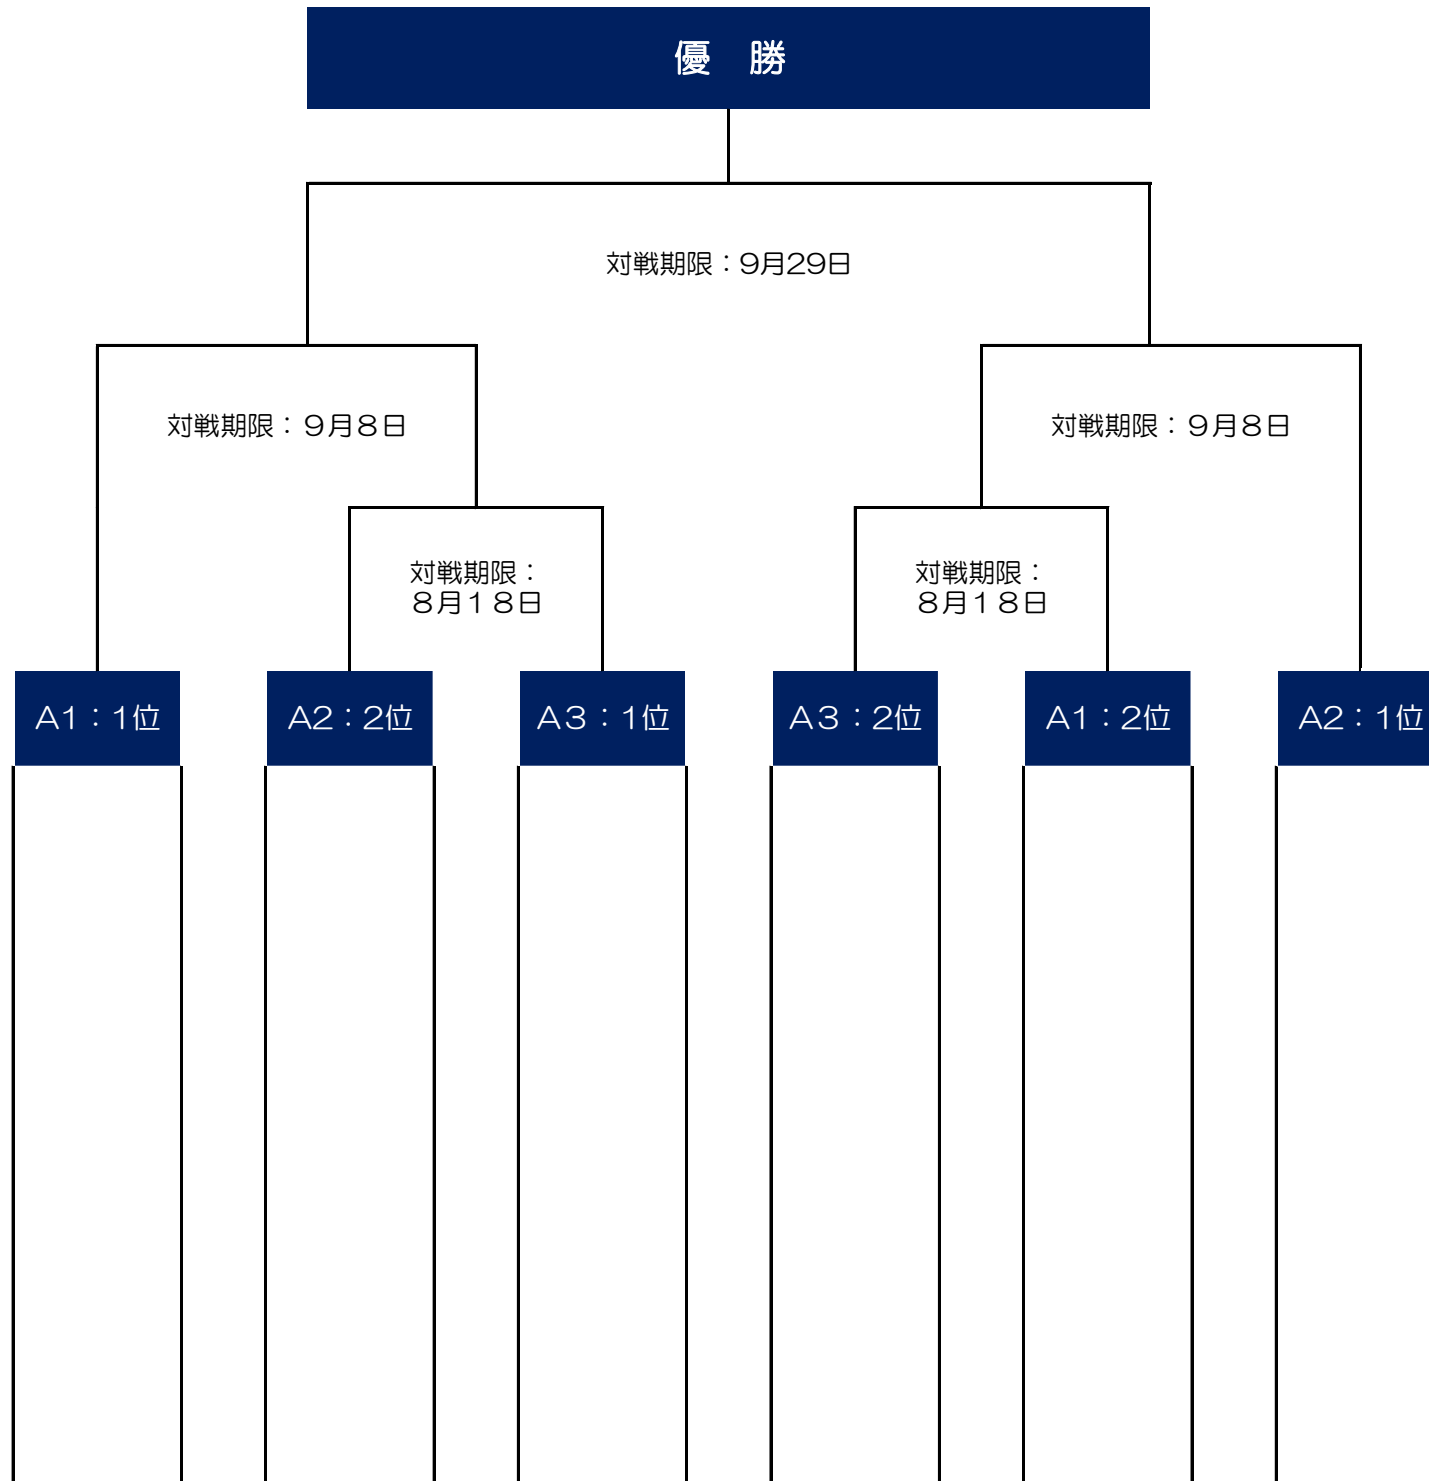 優　勝
対戦期限：9月29日
対戦期限：９月８日
対戦期限：９月８日
対戦期限：
８月１８日
対戦期限：
８月１８日
A1：1位
A2：2位
A３：1位
A３：2位
A1：2位
A2：1位